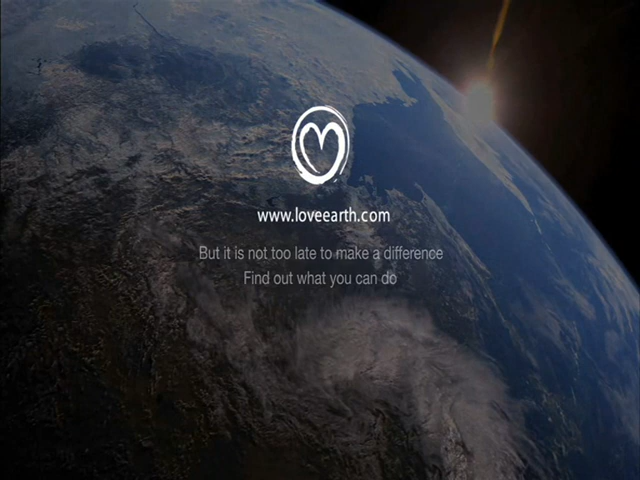 www.loveearth.com
But it is not too late to make a difference
Find out what you can do